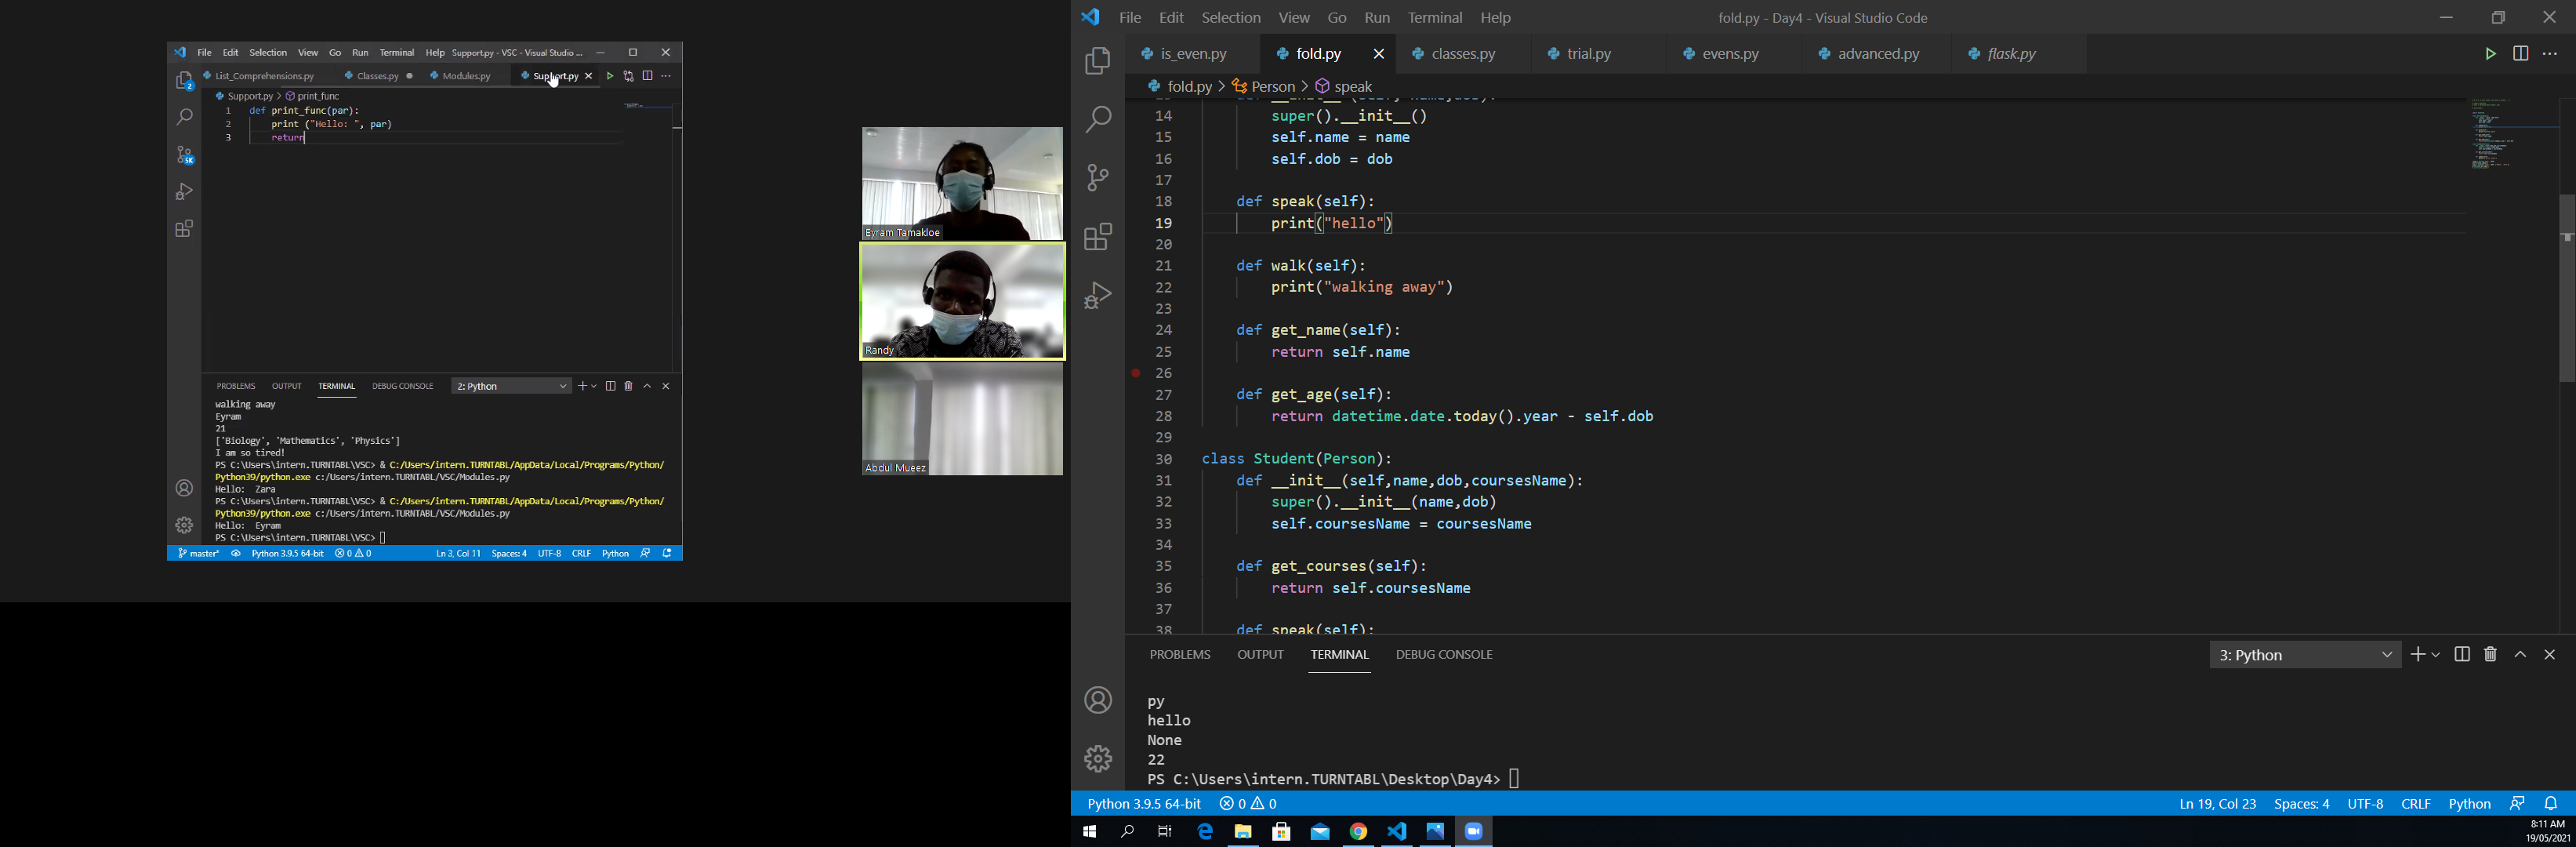 File Edit Selection View Go Run Terminal Help Support.py - VSC - Visual Studio ...
List_Comprehensions.py Classes.py Modules.py Support.py
Support.py > print_func
1 def print_func(par):
2 print ("Hello: ", par)
3 return
2
5K
PROBLEMS OUTPUT TERMINAL DEBUG CONSOLE 2: Python
walking away
Eyram
21
['Biology', 'Mathematics', 'Physics']
I am so tired!
PS C:\Users\intern.TURNTABL\VSC> & C:/Users/intern.TURNTABL/AppData/Local/Programs/Python/
Python39/python.exe c:/Users/intern.TURNTABL/VSC/Modules.py
Hello: Zara
PS C:\Users\intern.TURNTABL\VSC> & C:/Users/intern.TURNTABL/AppData/Local/Programs/Python/
Python39/python.exe c:/Users/intern.TURNTABL/VSC/Modules.py
Hello: Eyram
PS C:\Users\intern.TURNTABL\VSC>
master* Python 3.9.5 64-bit 0 0 Ln 3, Col 11 Spaces: 4 UTF-8 CRLF Python
Eyram Tamakloe
Randy
Abdul Mueez
File Edit Selection View Go Run Terminal Help fold.py - Day4 - Visual Studio Code
is_even.py fold.py classes.py trial.py evens.py advanced.py flask.py
fold.py > Person > speak
14 super().__init__()
15 self.name = name
16 self.dob = dob
17
18 def speak(self):
19 print("hello")
20
21 def walk(self):
22 print("walking away")
23
24 def get_name(self):
25 return self.name
26
27 def get_age(self):
28 return datetime.date.today().year - self.dob
29
30 class Student(Person):
31 def __init__(self,name,dob,coursesName):
32 super().__init__(name,dob)
33 self.coursesName = coursesName
34
35 def get_courses(self):
36 return self.coursesName
37
38 def speak(self):
PROBLEMS OUTPUT TERMINAL DEBUG CONSOLE 3: Python
py
hello
None
22
PS C:\Users\intern.TURNTABL\Desktop\Day4>
Python 3.9.5 64-bit 0 0 Ln 19, Col 23 Spaces: 4 UTF-8 CRLF Python
8:11 AM
19/05/2021